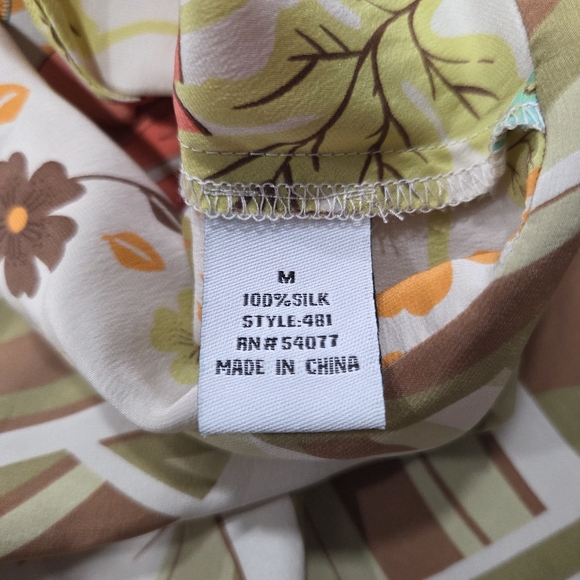 M
100%SILK
STYLE:481
RN#54077
MADE IN CHINA